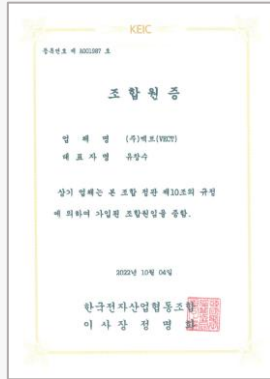 KEIC
등록번호 제 A001987 호
조합원증
업 체 명 (주)벡트(VECT)
대 표 자 명 유창수
상기 업체는 본 조합 정관 제10조의 규정
에 의하여 가입된 조합원임을 증함.
2022년 10월 04일
한국전자산업협동조합
이 사 장 정 명 화